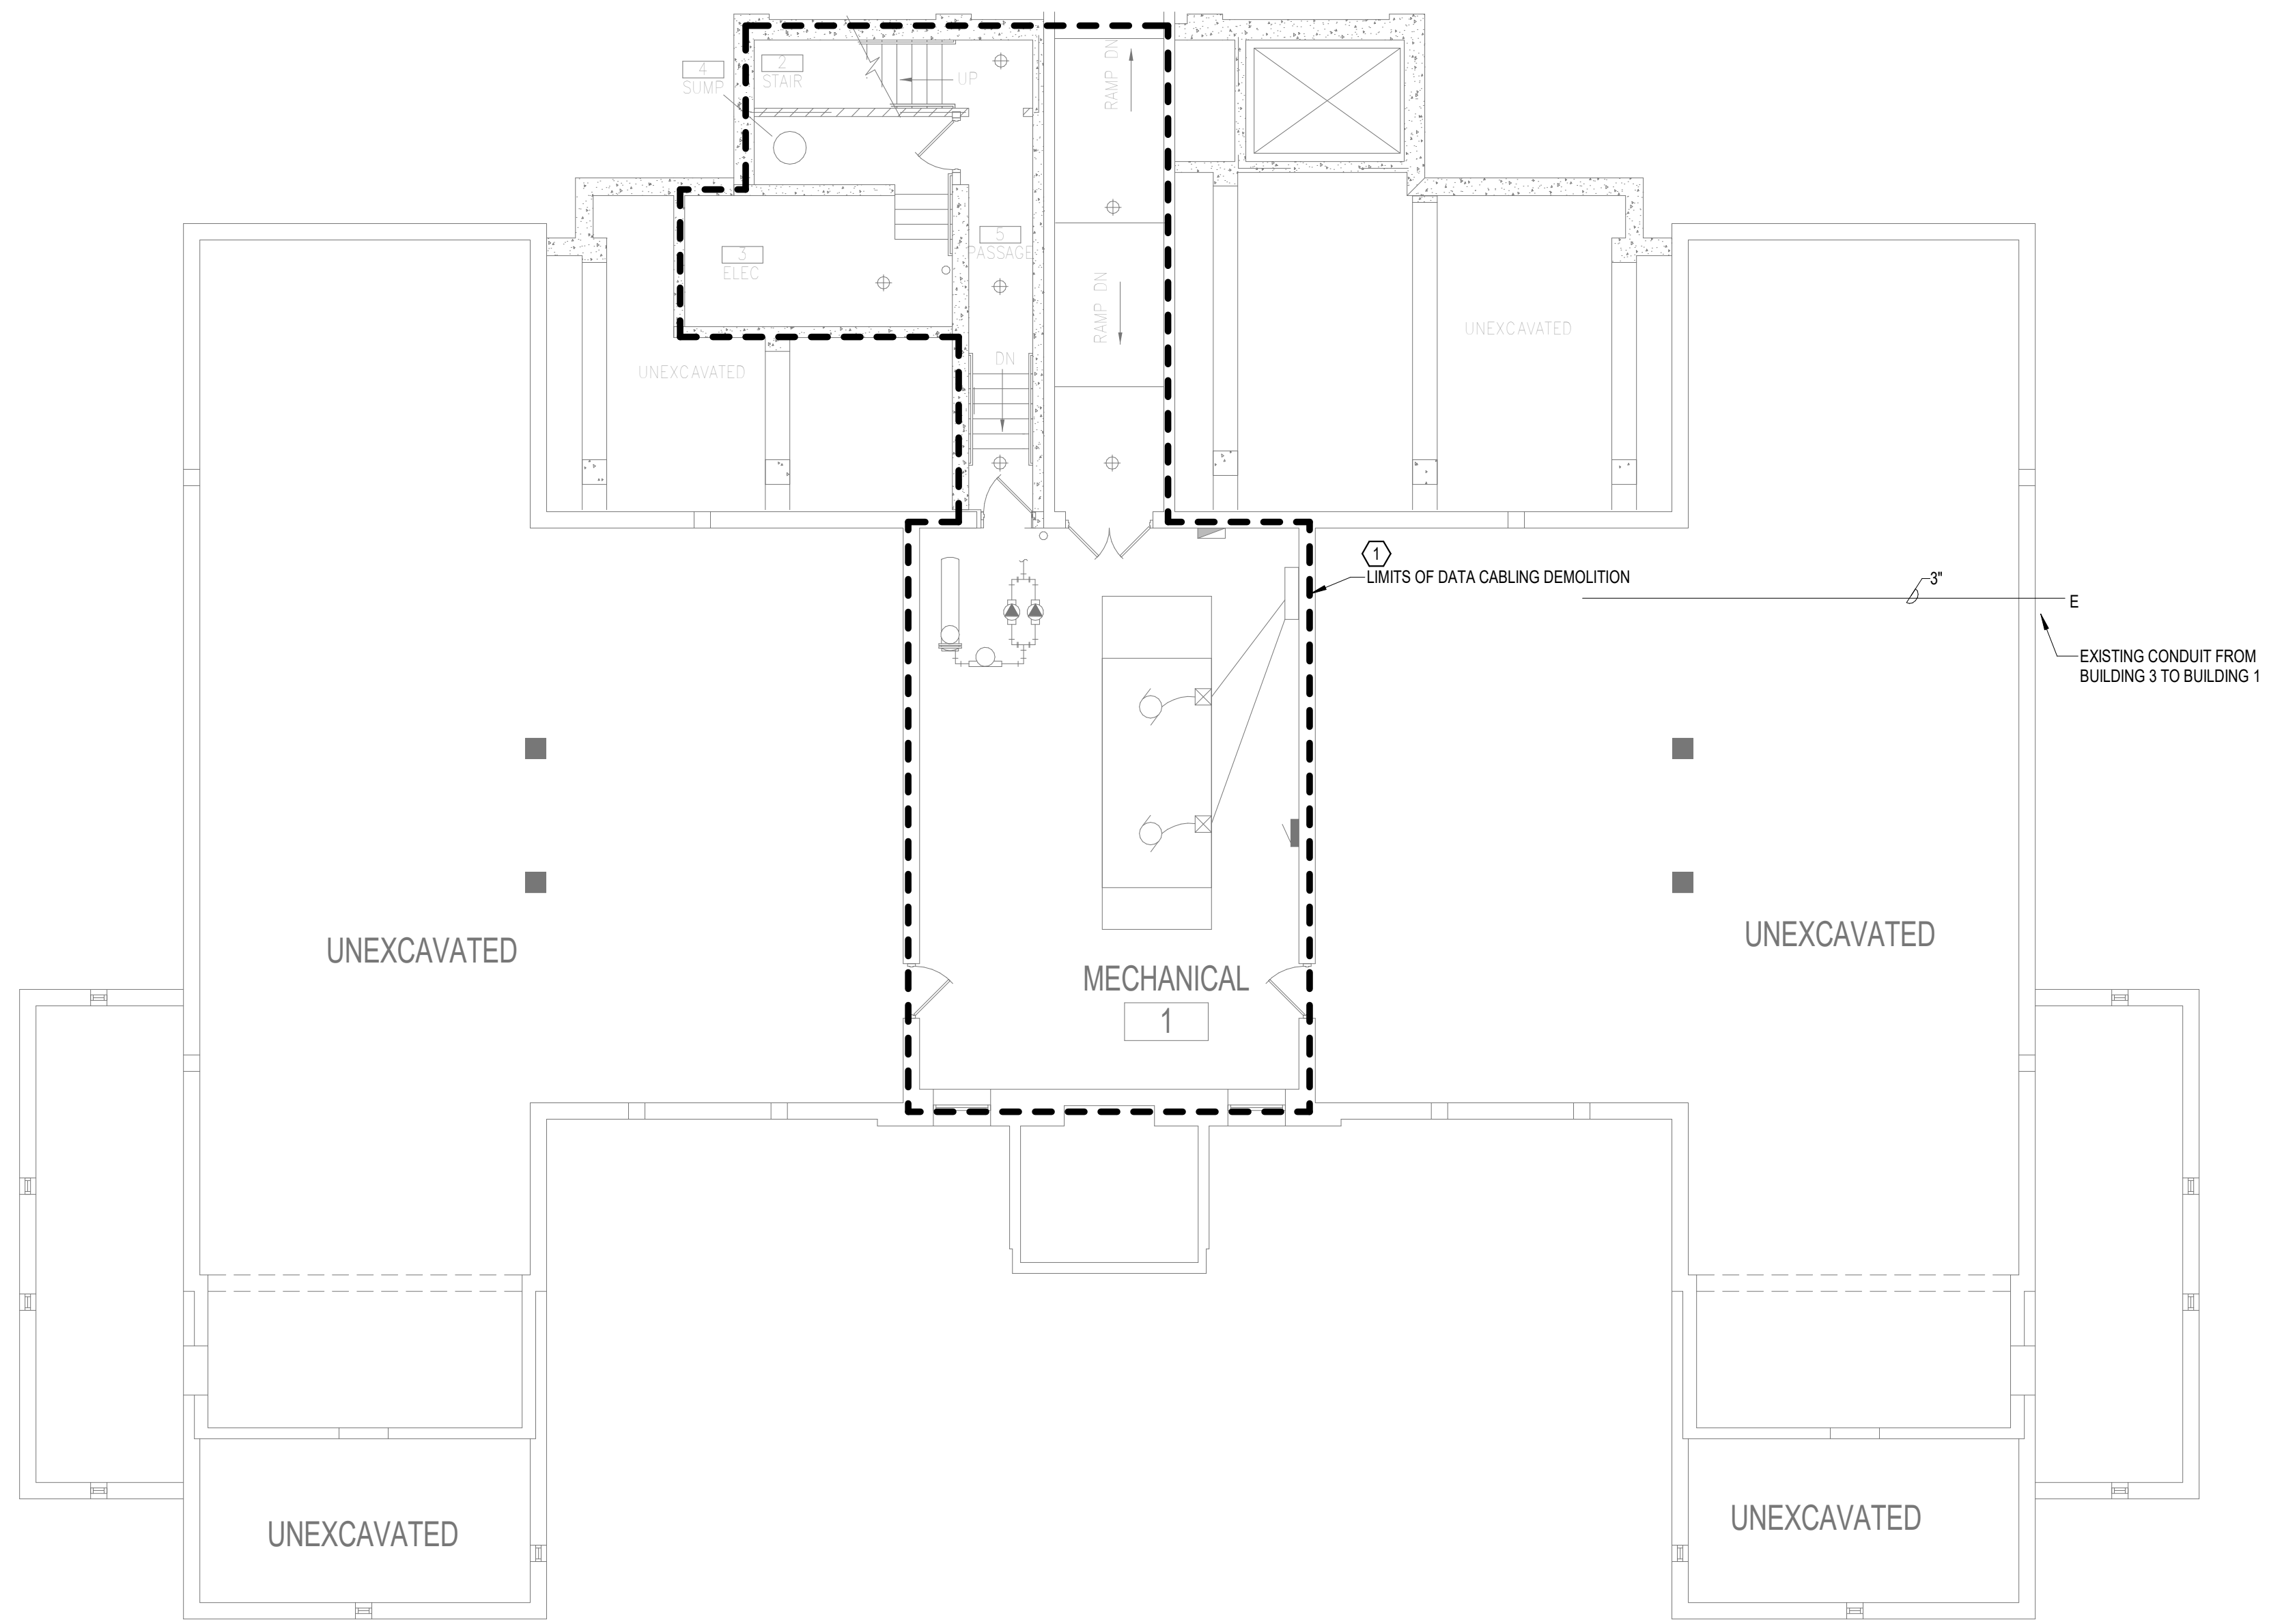 4
SUMP
2
STAIR
UP
RAMP DN
3
ELEC
5
PASSAGE
RAMP DN
UNEXCAVATED
DN
UNEXCAVATED
1
LIMITS OF DATA CABLING DEMOLITION
3"
E
EXISTING CONDUIT FROM
BUILDING 3 TO BUILDING 1
UNEXCAVATED
UNEXCAVATED
MECHANICAL
1
UNEXCAVATED
UNEXCAVATED